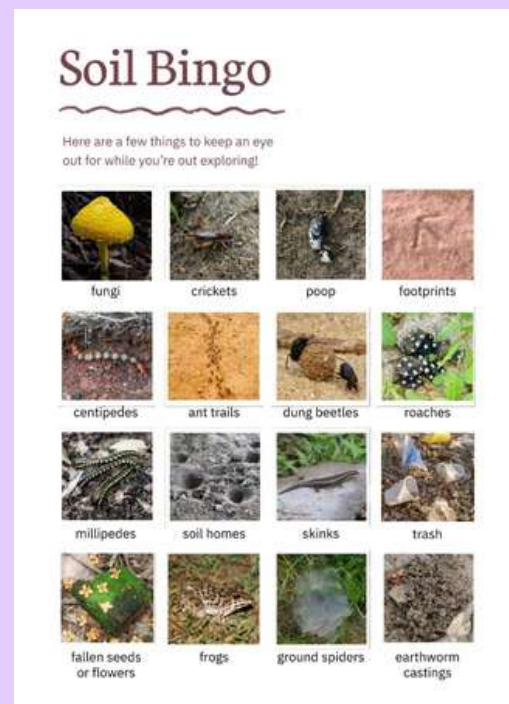 Soil Bingo
Here are a few things to keep an eye
out for while you're out exploring!
fungi
crickets
poop
footprints
centipedes
ant trails
dung beetles
roaches
millipedes
soil homes
skinks
trash
fallen seeds
or flowers
frogs
ground spiders
earthworm
castings